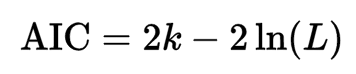 AIC = 2k − 2 ln(L)